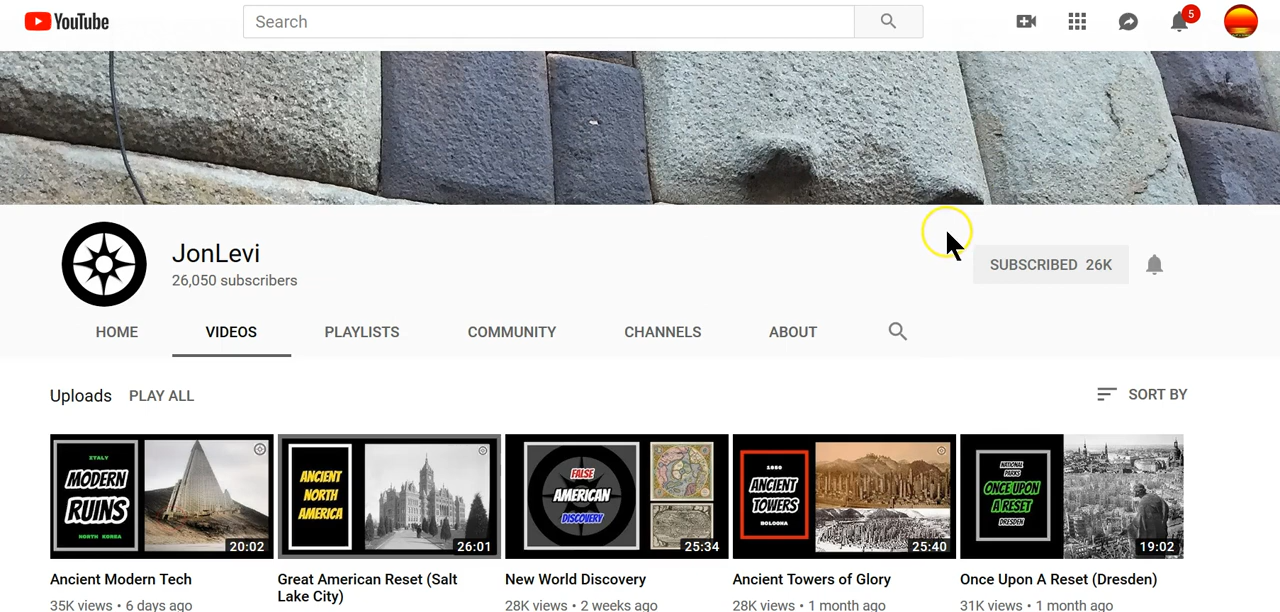 YouTube
Search
5
JonLevi
26,050 subscribers
SUBSCRIBED 26K
HOME VIDEOS PLAYLISTS COMMUNITY CHANNELS ABOUT
Uploads PLAY ALL
SORT BY
ITALY
MODERN
RUINS
NORTH KOREA
20:02
ANCIENT
NORTH
AMERICA
26:01
FALSE
AMERICAN
DISCOVERY
25:34
1850
ANCIENT
TOWERS
BOLOGNA
25:40
NATIONAL
PARKS
ONCE UPON
A RESET
DRESDEN
19:02
Ancient Modern Tech
35K views • 6 days ago
Great American Reset (Salt
Lake City)
New World Discovery
28K views • 2 weeks ago
Ancient Towers of Glory
28K views • 1 month ago
Once Upon A Reset (Dresden)
31K views • 1 month ago